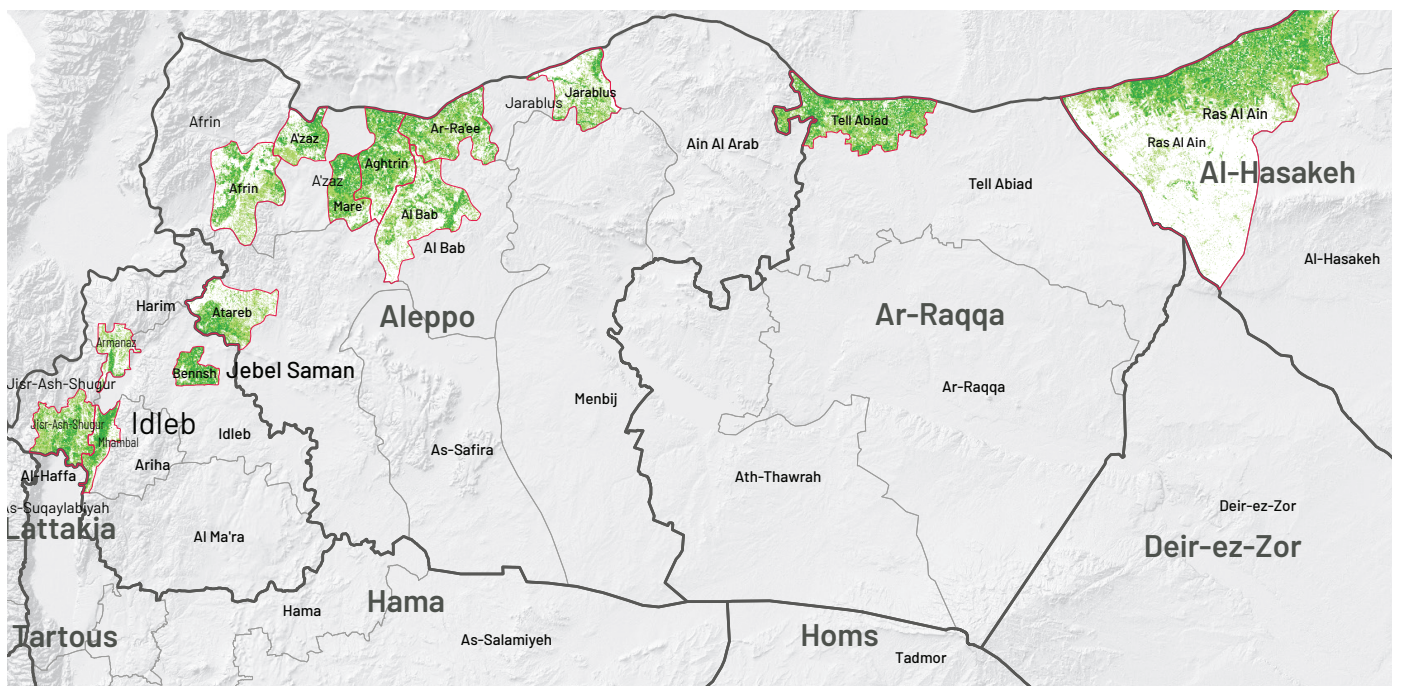 Jarablus
Jarablus
Afrin
A'zaz
Ar-Ra'ee
Tell Abiad
Ras Al Ain
Ras Al Ain
Ain Al Arab
Aghtrin
Al-Hasakeh
A'zaz
Afrin
Tell Abiad
Mare'
Al Bab
Al Bab
Al-Hasakeh
Harim
Atareb
Aleppo
Ar-Raqqa
Armanaz
Bennsh
Jebel Saman
Jisr-Ash-Shugur
Ar-Raqqa
Menbij
Jisr-Ash-Shugur
Idleb
Mhambal
Idleb
As-Safira
Ariha
Al-Haffa
Ath-Thawrah
As-Suqaylabiyah
Deir-ez-Zor
Lattakia
Al Ma'ra
Deir-ez-Zor
Hama
Hama
Tartous
As-Salamiyeh
Homs
Tadmor